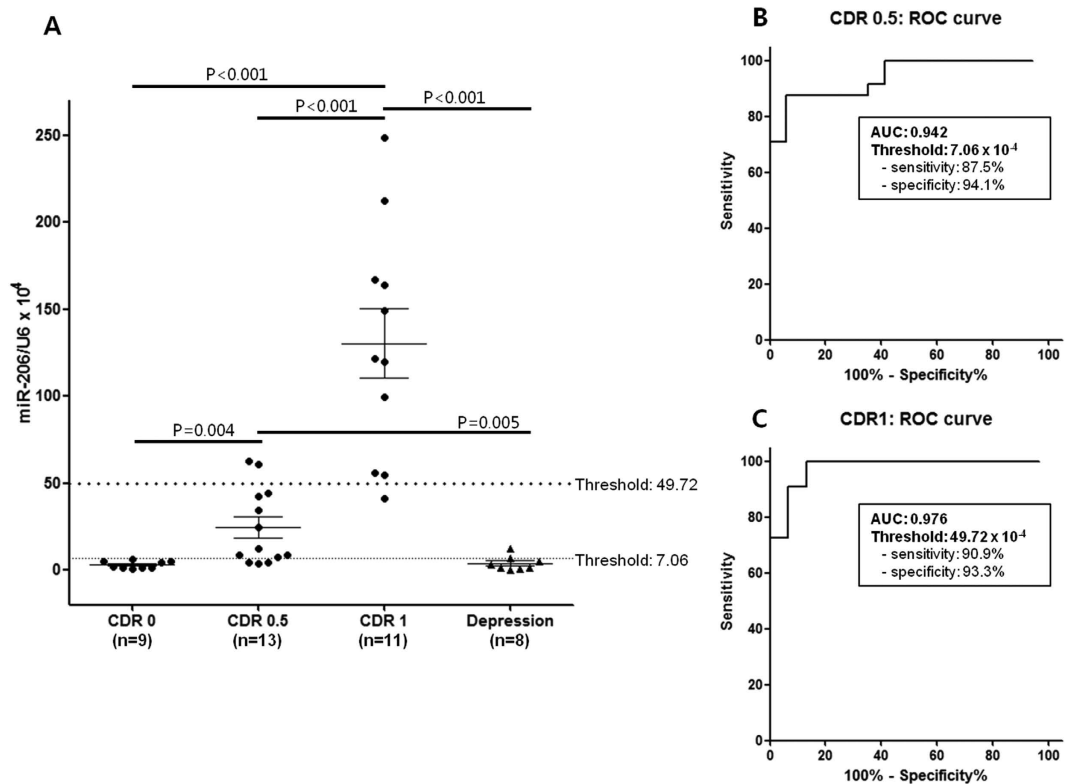 A
P<0.001
P<0.001
P<0.001
250
200
150
100
50
0
miR-206/U6 x 10⁴
P=0.004
P=0.005
Threshold: 49.72
Threshold: 7.06
CDR 0 CDR 0.5 CDR 1 Depression
(n=9) (n=13) (n=11) (n=8)
B
CDR 0.5: ROC curve
100
80
60
40
20
0
Sensitivity
AUC: 0.942
Threshold: 7.06 x 10⁻⁴
- sensitivity: 87.5%
- specificity: 94.1%
0 20 40 60 80 100
100% - Specificity%
C
CDR1: ROC curve
100
80
60
40
20
0
Sensitivity
AUC: 0.976
Threshold: 49.72 x 10⁻⁴
- sensitivity: 90.9%
- specificity: 93.3%
0 20 40 60 80 100
100% - Specificity%